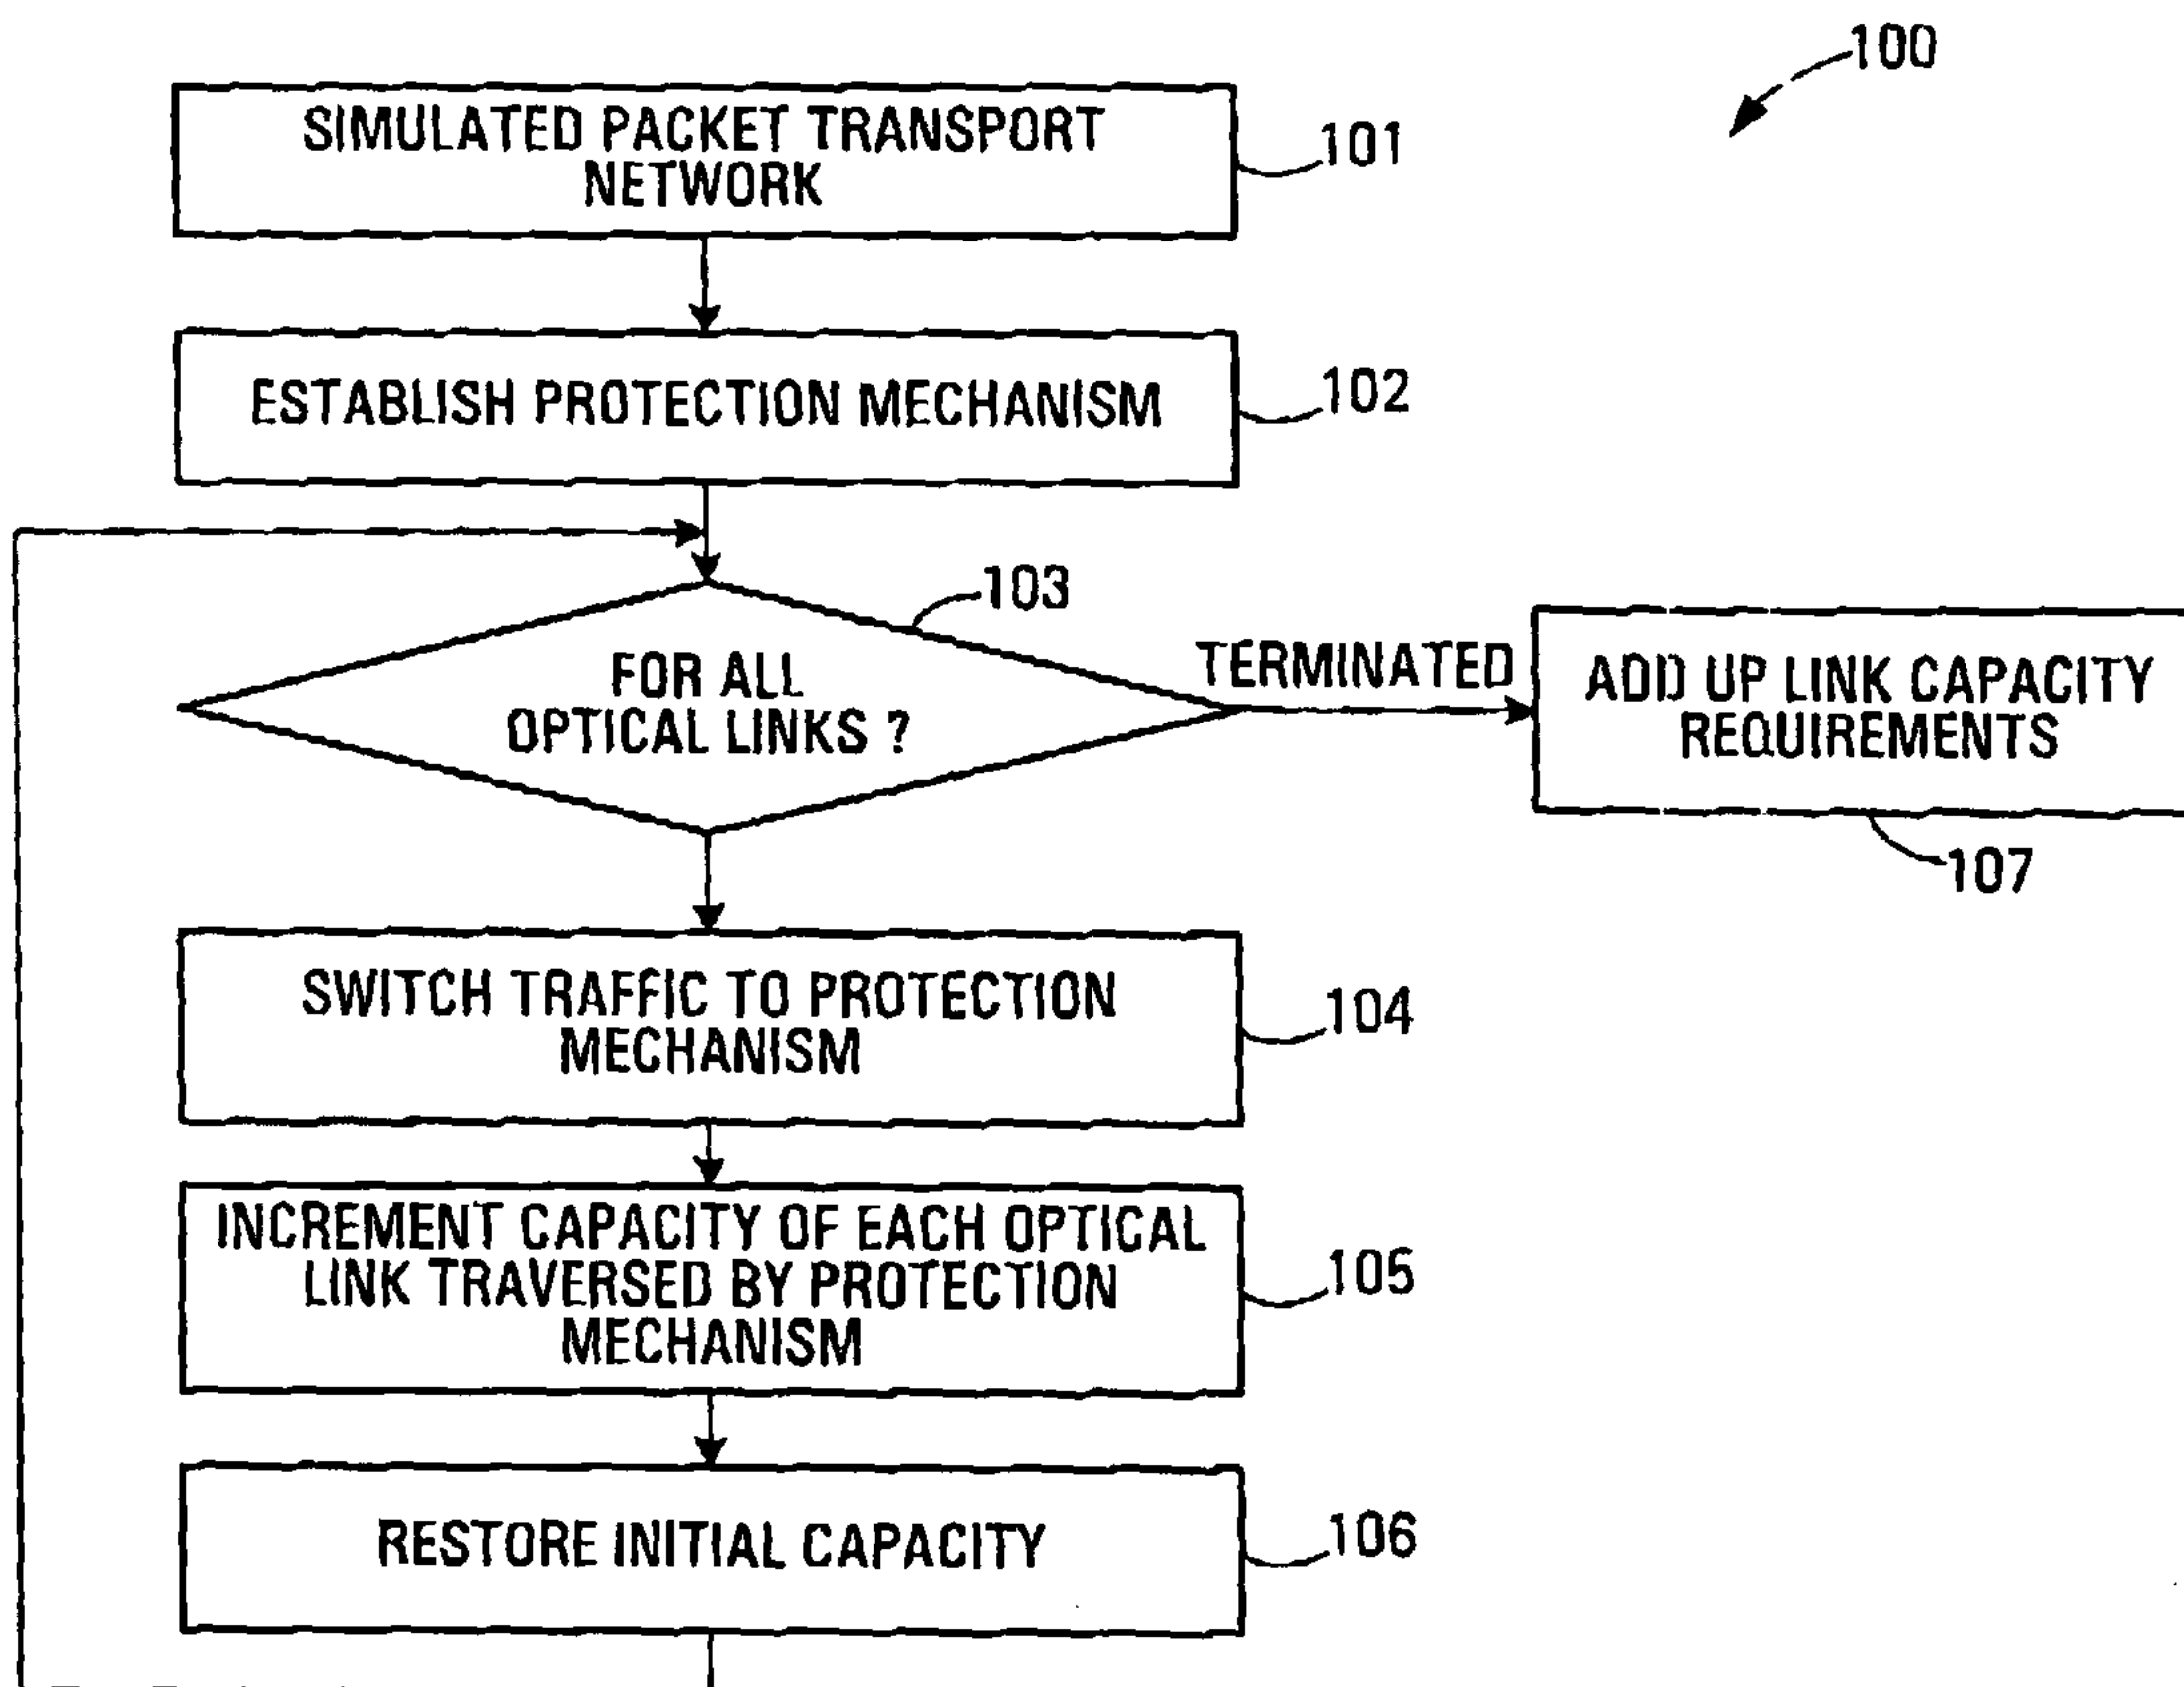 100
SIMULATED PACKET TRANSPORT
NETWORK
101
ESTABLISH PROTECTION MECHANISM
102
103
FOR ALL
OPTICAL LINKS ?
TERMINATED
ADD UP LINK CAPACITY
REQUIREMENTS
107
SWITCH TRAFFIC TO PROTECTION
MECHANISM
104
INCREMENT CAPACITY OF EACH OPTICAL
LINK TRAVERSED BY PROTECTION
MECHANISM
105
RESTORE INITIAL CAPACITY
106